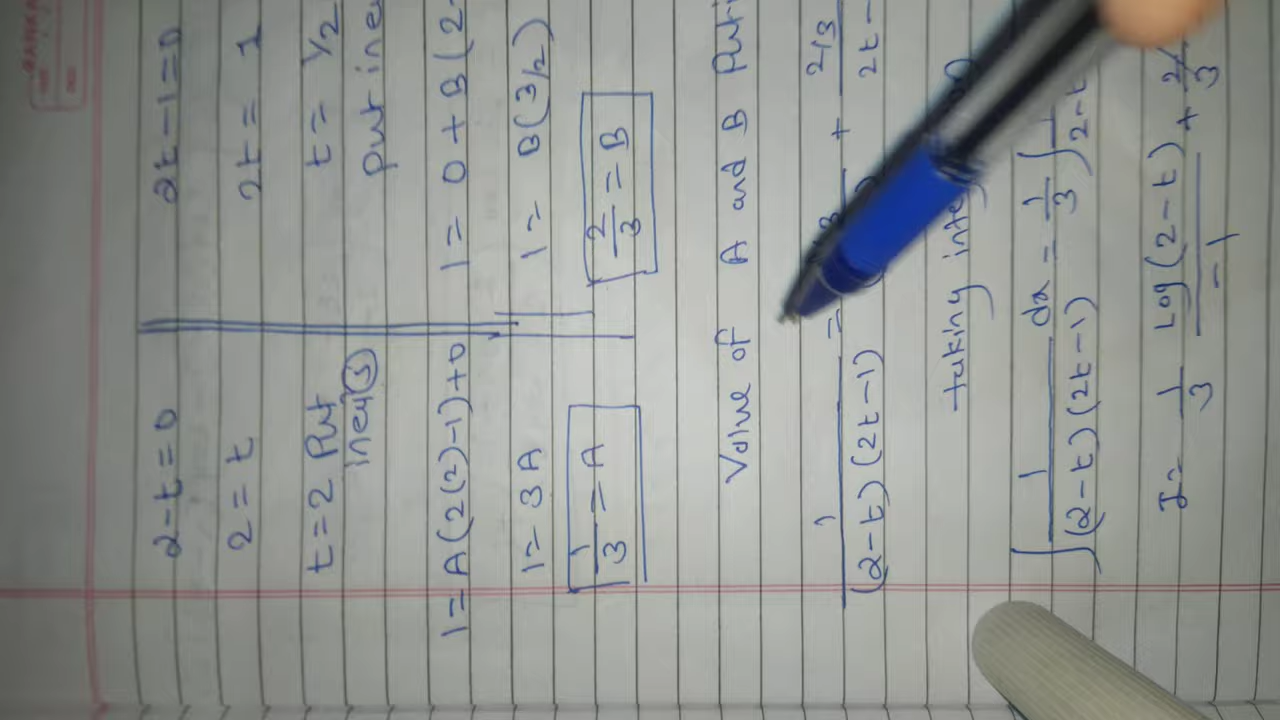 2-t=0
2=t
t=2 Put
in eq (3)
1=A(2(2)-1)+0
1=3A
1/3=A
2t-1=0
2t=1
t=1/2
Put in eq
1=0+B(2-
1=B(3/2)
2/3=B
Value of A and B Put
1/(2-t)(2t-1) = + 2/3/2t-
taking
∫1/(2-t)(2t-1) dx = 1/3∫ 2-t
I = 1/3 Log(2-t)/-1 + 2/3